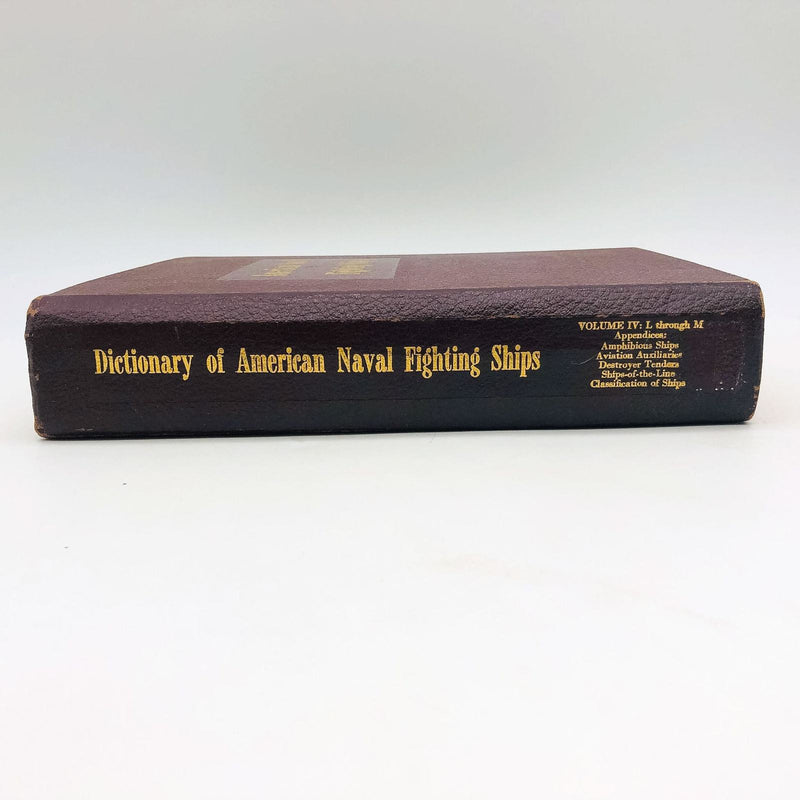 Dictionary of American Naval Fighting Ships
VOLUME IV: L through M
Appendices:
Amphibious Ships
Aviation Auxiliaries
Destroyer Tenders
Ships-of-the-Line
Classification of Ships